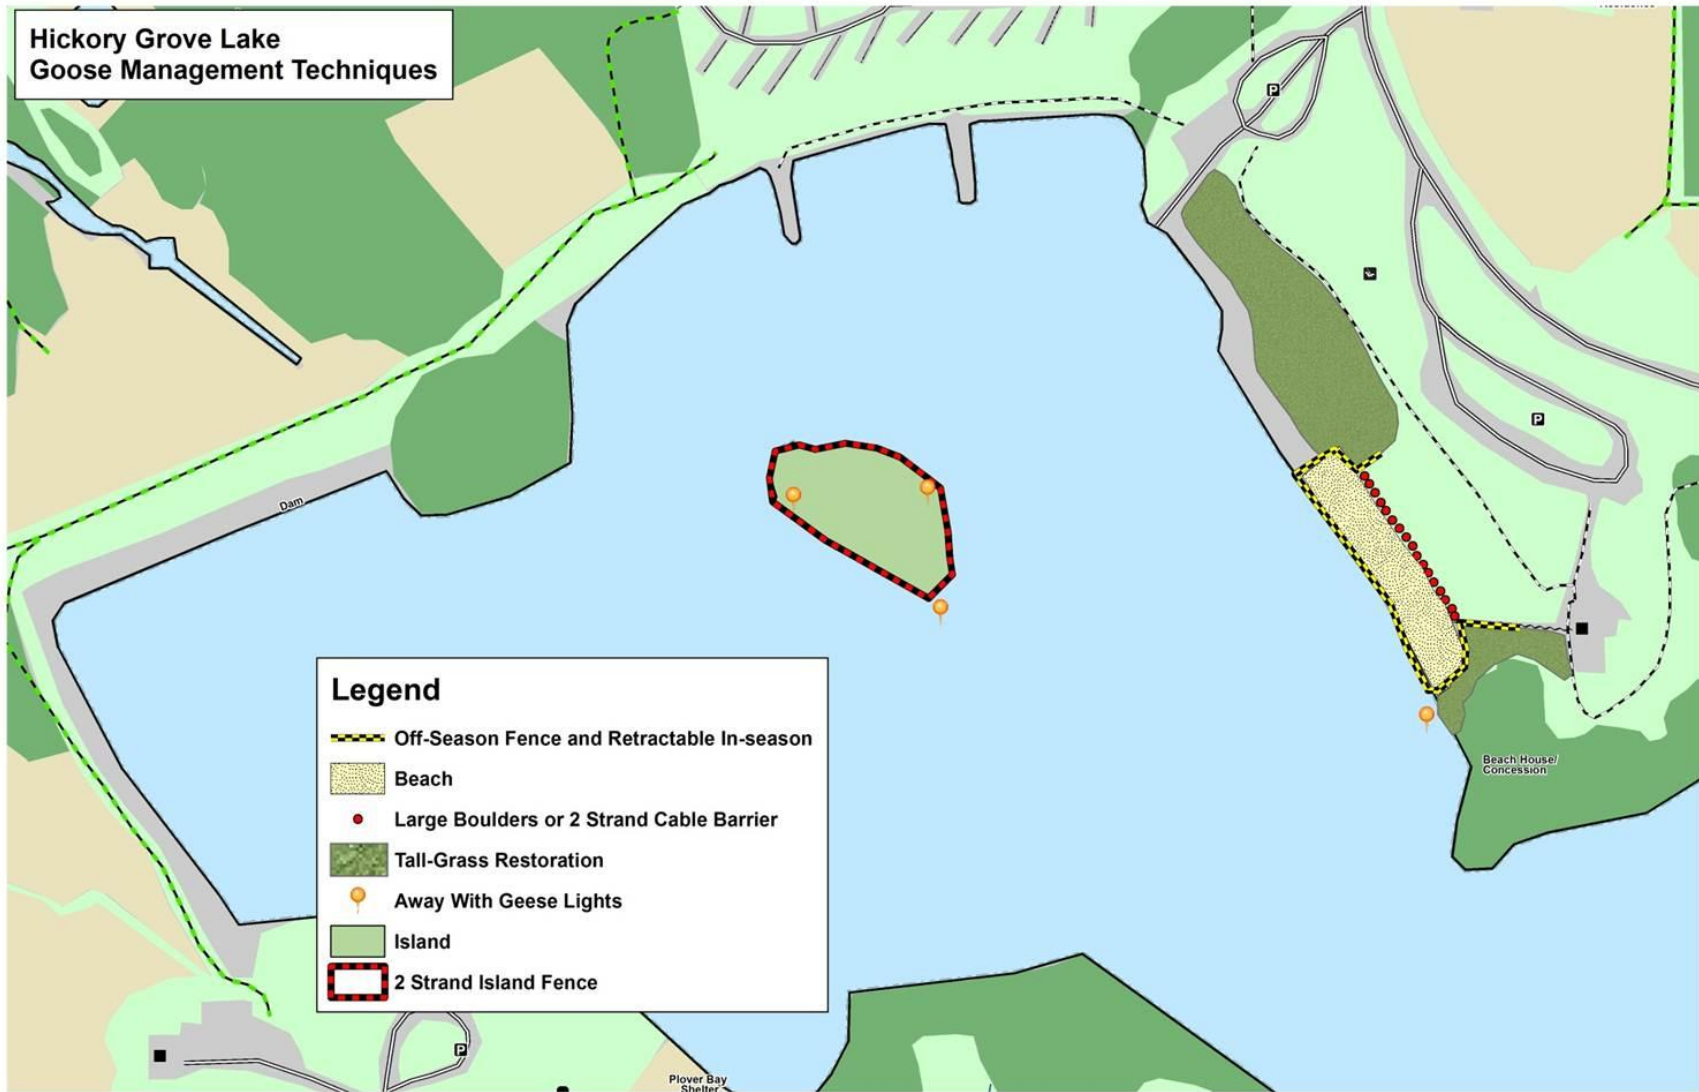 Hickory Grove Lake
Goose Management Techniques
P
P
Dam
Legend
Off-Season Fence and Retractable In-season
Beach
Large Boulders or 2 Strand Cable Barrier
Tall-Grass Restoration
Away With Geese Lights
Island
2 Strand Island Fence
Beach House/
Concession
P
Plover Bay
Shelter